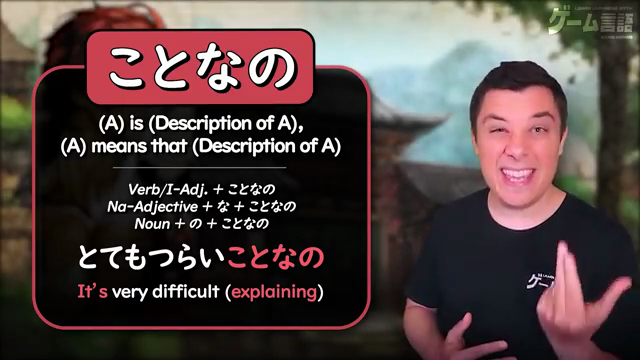 ことなの
(A) is (Description of A),
(A) means that (Description of A)
Verb/I-Adj. + ことなの
Na-Adjective + な + ことなの
Noun + の + ことなの
とてもつらいことなの
It's very difficult (explaining)
ゲーム言語
ゲー